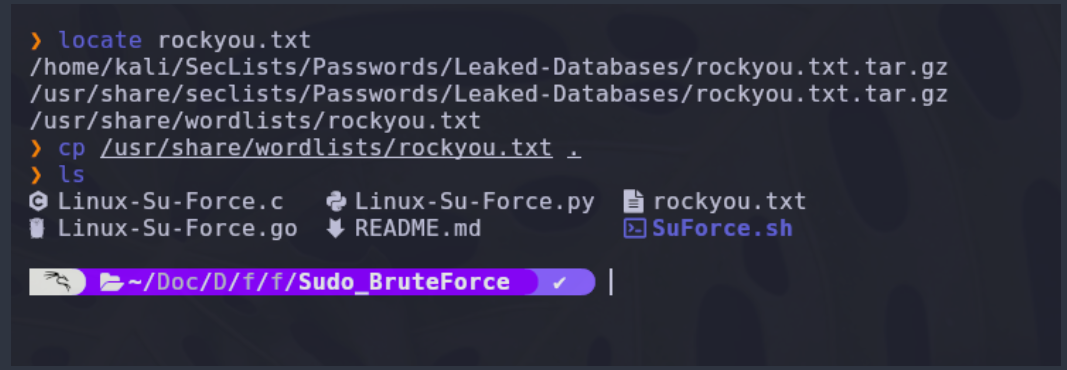 ❯ locate rockyou.txt
/home/kali/SecLists/Passwords/Leaked-Databases/rockyou.txt.tar.gz
/usr/share/seclists/Passwords/Leaked-Databases/rockyou.txt.tar.gz
/usr/share/wordlists/rockyou.txt
❯ cp /usr/share/wordlists/rockyou.txt .
❯ ls
Linux-Su-Force.c Linux-Su-Force.py rockyou.txt
Linux-Su-Force.go README.md SuForce.sh
~/Doc/D/f/f/Sudo_BruteForce ✔